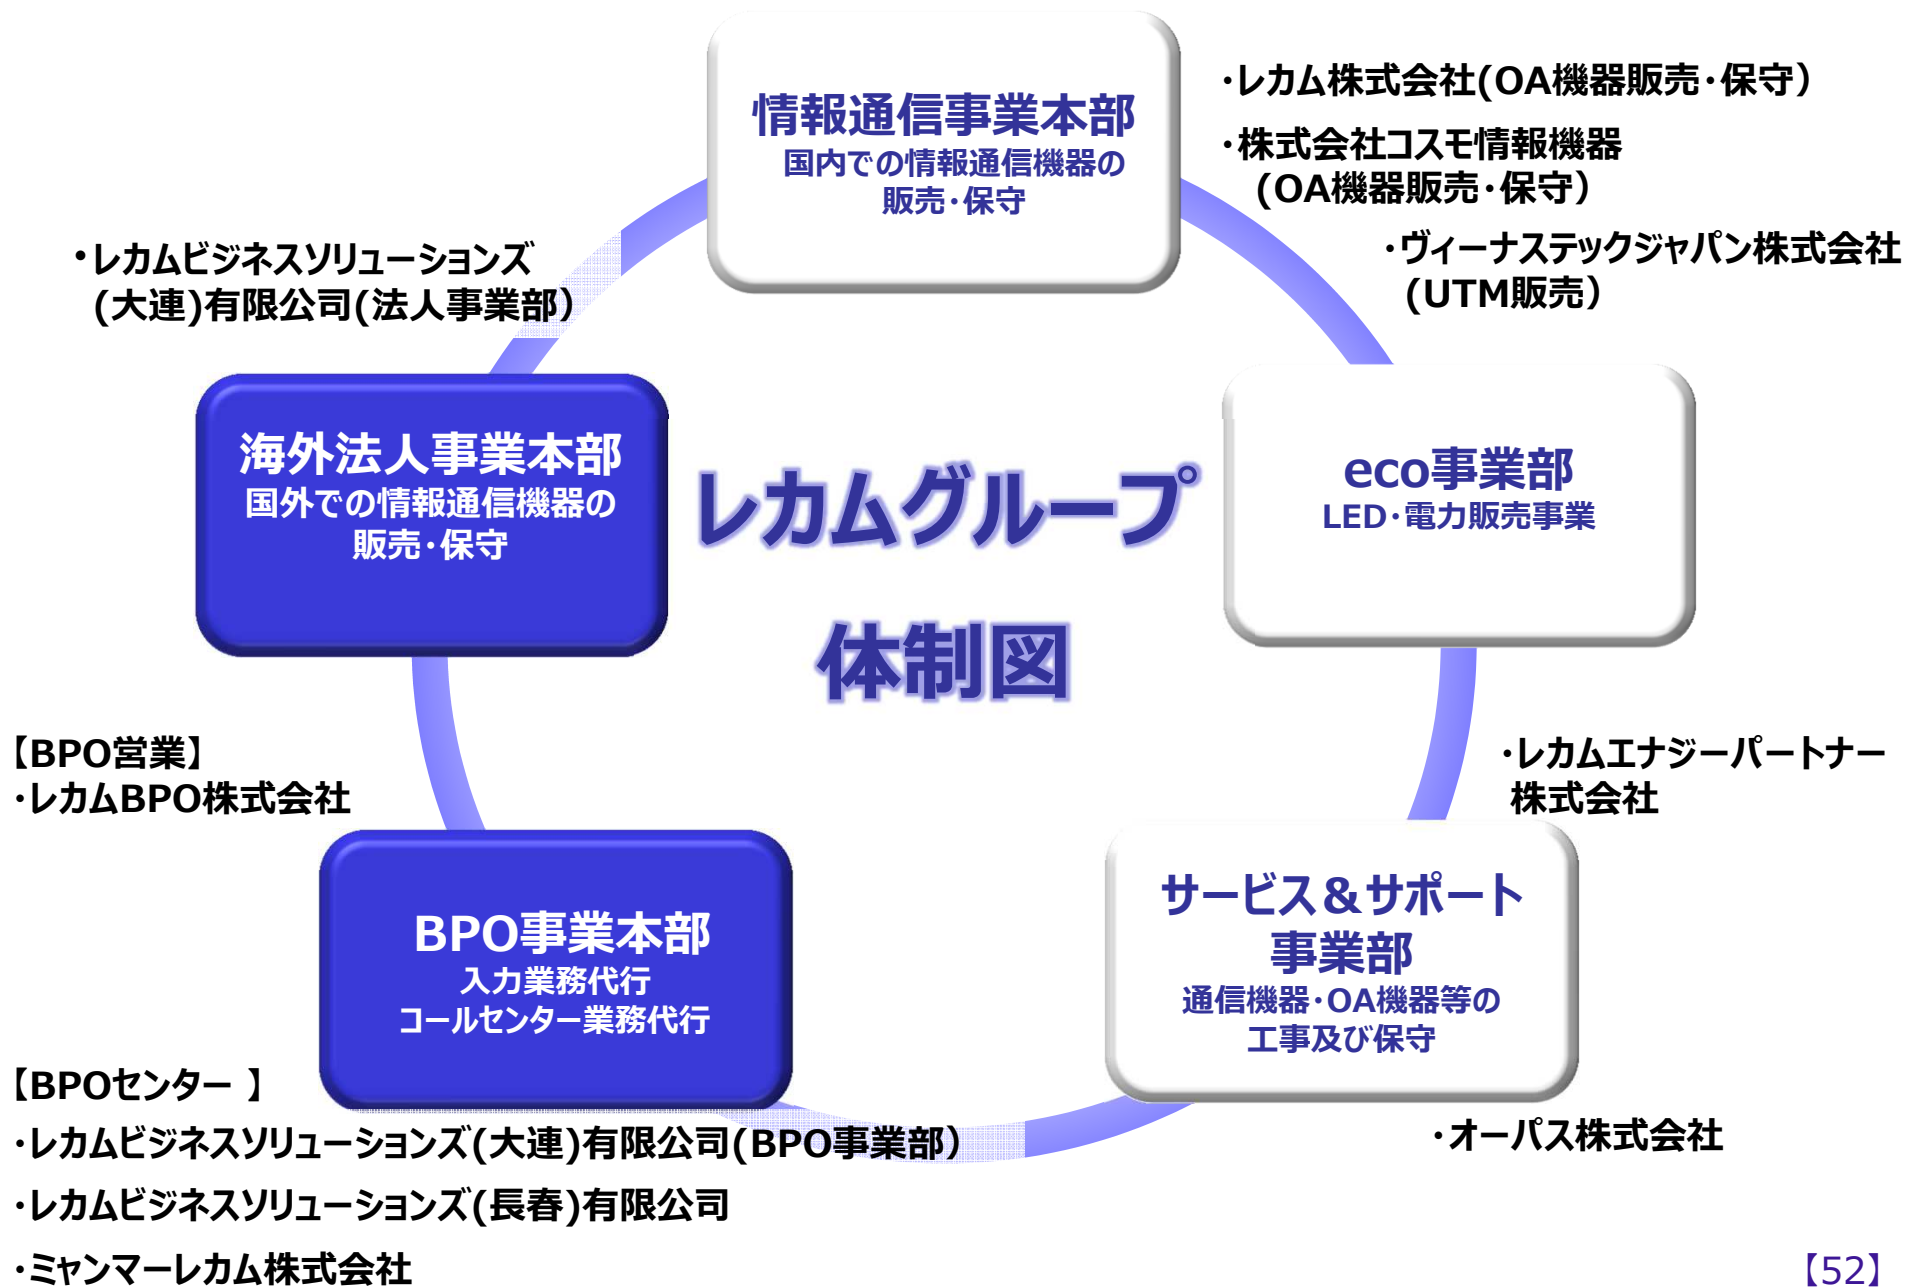 情報通信事業本部
国内での情報通信機器の
販売・保守
・レカム株式会社(OA機器販売・保守）
・株式会社コスモ情報機器
(OA機器販売・保守）
・ヴィーナステックジャパン株式会社
(UTM販売）
・レカムビジネスソリューションズ
(大連)有限公司(法人事業部）
海外法人事業本部
国外での情報通信機器の
販売・保守
レカムグループ
体制図
eco事業部
LED・電力販売事業
【BPO営業】
・レカムBPO株式会社
・レカムエナジーパートナー
株式会社
BPO事業本部
入力業務代行
コールセンター業務代行
サービス＆サポート
事業部
通信機器・OA機器等の
工事及び保守
【BPOセンター 】
・レカムビジネスソリューションズ(大連)有限公司(BPO事業部）
・レカムビジネスソリューションズ(長春)有限公司
・ミャンマーレカム株式会社
・オーパス株式会社
【52】